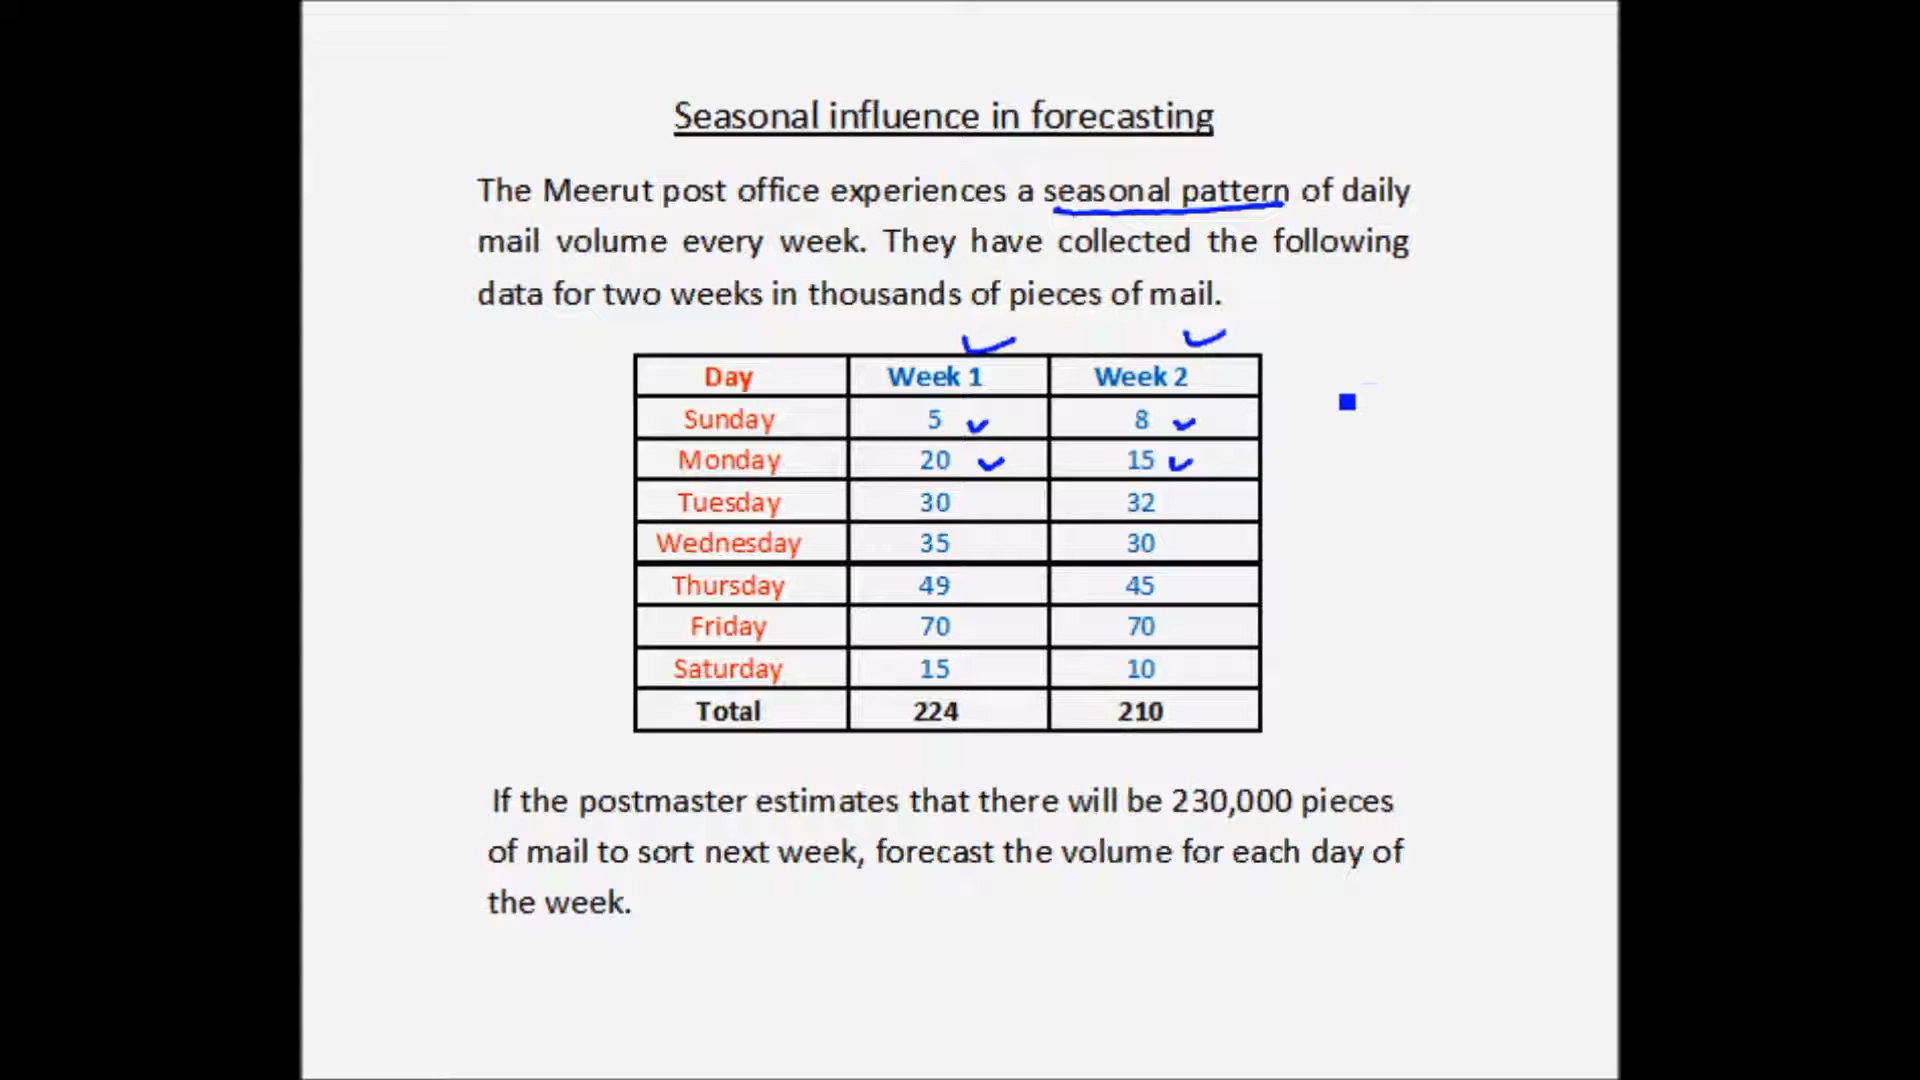 Seasonal influence in forecasting
The Meerut post office experiences a seasonal pattern of daily
mail volume every week. They have collected the following
data for two weeks in thousands of pieces of mail.
Day Week 1 Week 2
Sunday 5 8
Monday 20 15
Tuesday 30 32
Wednesday 35 30
Thursday 49 45
Friday 70 70
Saturday 15 10
Total 224 210
If the postmaster estimates that there will be 230,000 pieces
of mail to sort next week, forecast the volume for each day of
the week.